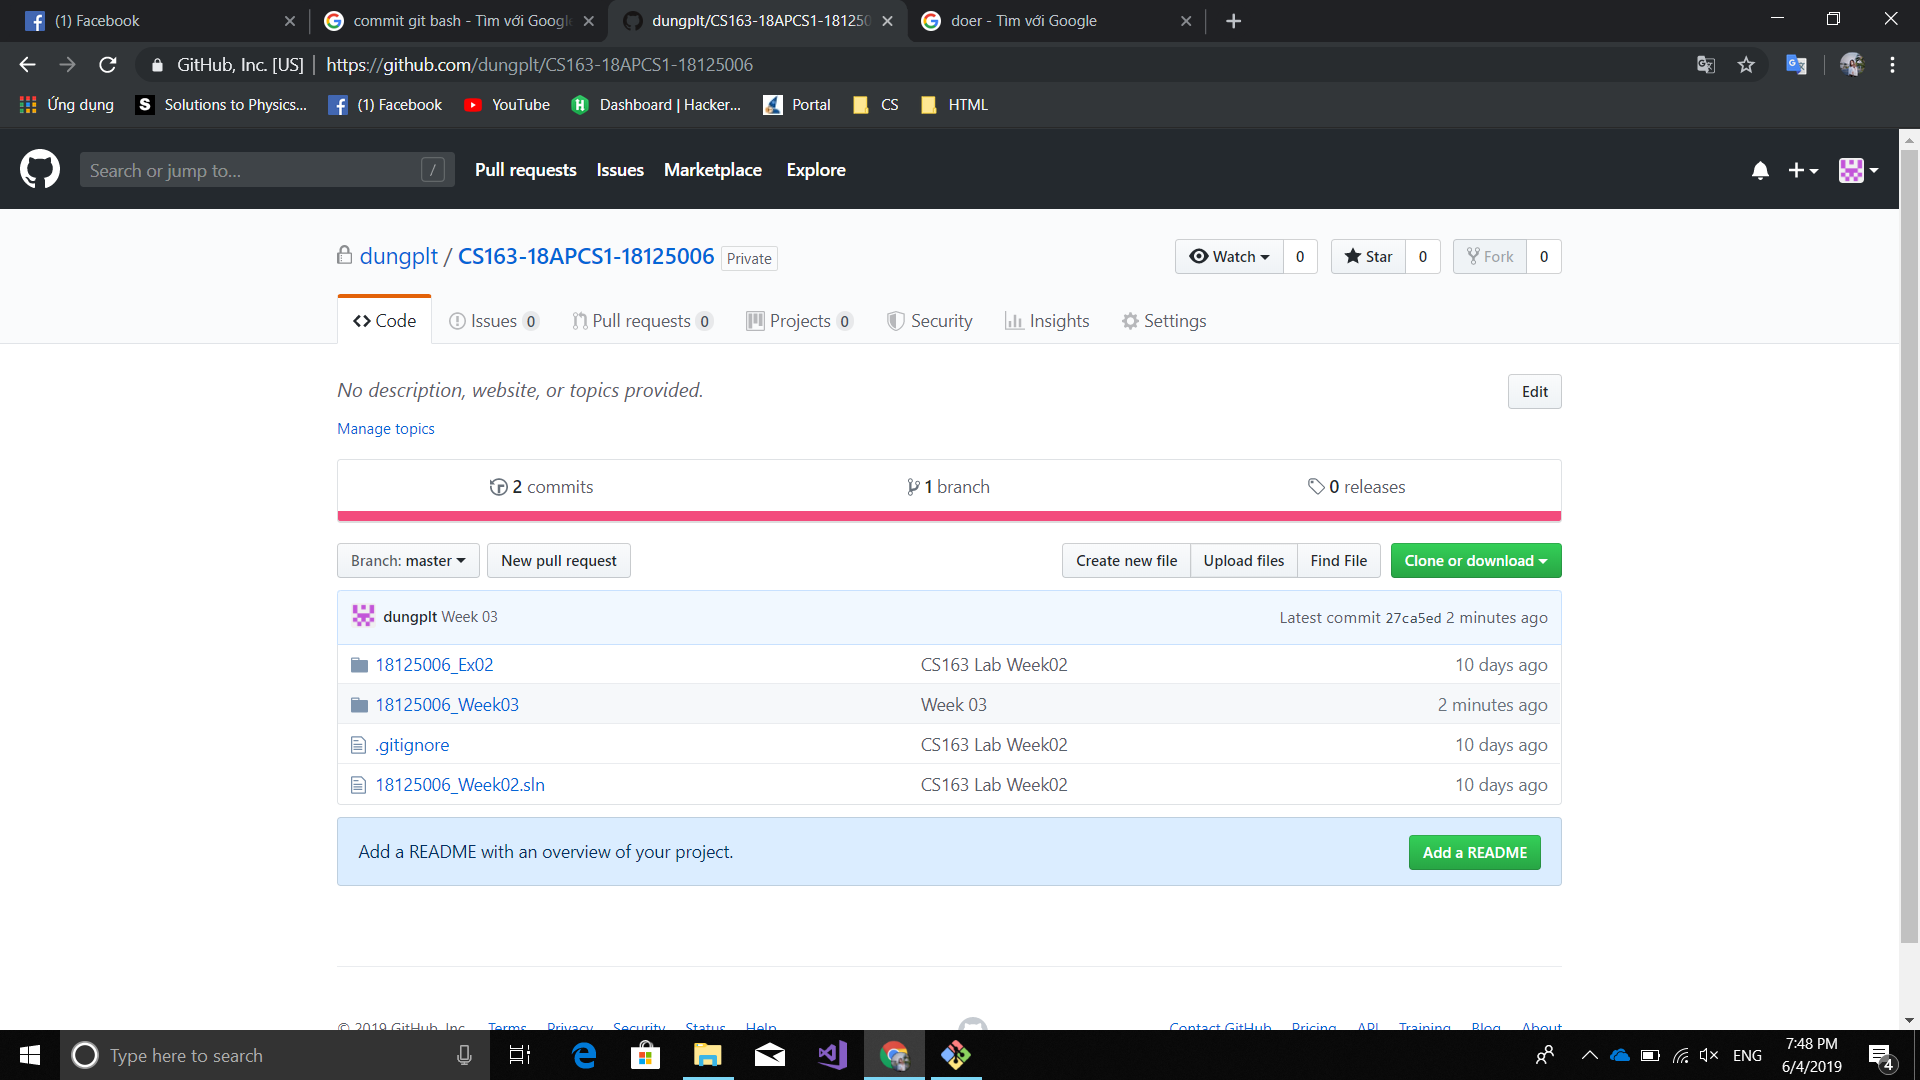 (1) Facebook
commit git bash - Tìm với Google
dungplt/CS163-18APCS1-181250
doer - Tìm với Google
GitHub, Inc. [US] | https://github.com/dungplt/CS163-18APCS1-18125006
Ứng dụng
Solutions to Physics...
(1) Facebook
YouTube
Dashboard | Hacker...
Portal
CS
HTML
Search or jump to...
/
Pull requests
Issues
Marketplace
Explore
dungplt / CS163-18APCS1-18125006 Private
Watch 0
Star 0
Fork 0
Code
Issues 0
Pull requests 0
Projects 0
Security
Insights
Settings
No description, website, or topics provided.
Edit
Manage topics
2 commits
1 branch
0 releases
Branch: master
New pull request
Create new file
Upload files
Find File
Clone or download
dungplt Week 03
Latest commit 27ca5ed 2 minutes ago
18125006_Ex02 CS163 Lab Week02 10 days ago
18125006_Week03 Week 03 2 minutes ago
.gitignore CS163 Lab Week02 10 days ago
18125006_Week02.sln CS163 Lab Week02 10 days ago
Add a README with an overview of your project.
Add a README
© 2019 GitHub, Inc.
Terms
Privacy
Security
Status
Help
Contact GitHub
Pricing
API
Training
Blog
About
Type here to search
ENG
7:48 PM
6/4/2019
4